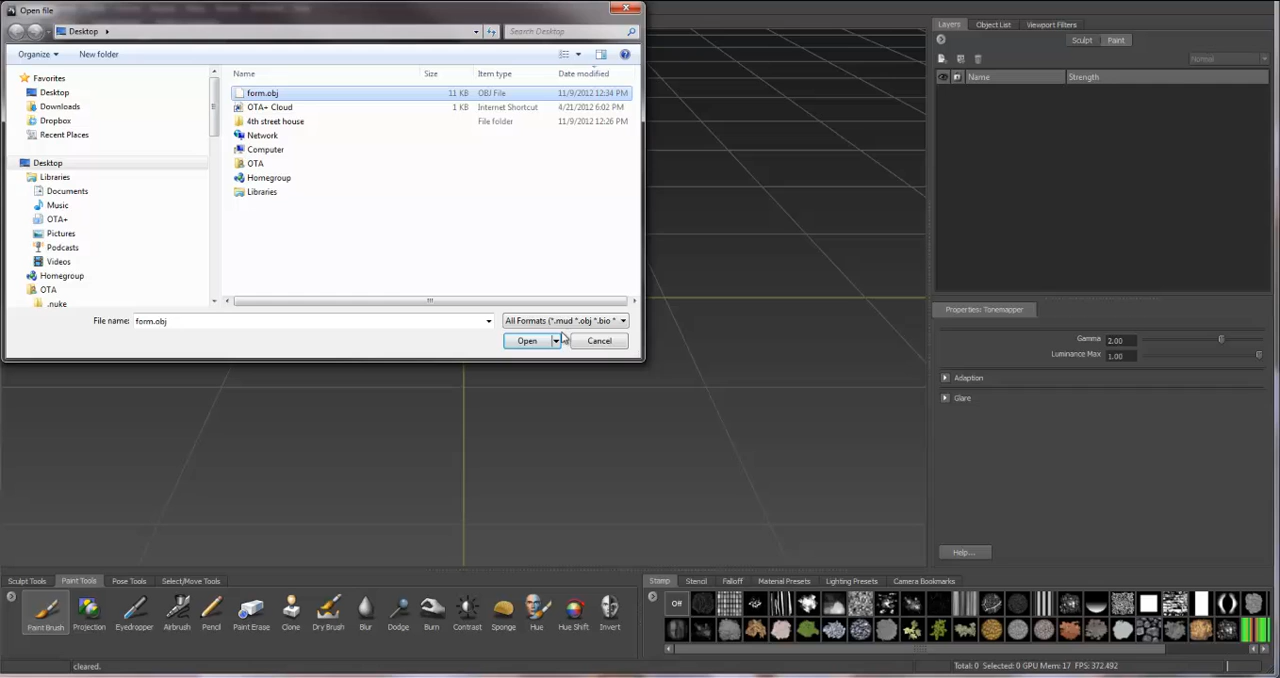 Open file
Desktop
Search Desktop
Organize
New folder
Favorites
Desktop
Downloads
Dropbox
Recent Places
Desktop
Libraries
Documents
Music
OTA+
Pictures
Podcasts
Videos
Homegroup
OTA
.nuke
Name Size Item type Date modified
form.obj 11 KB OBJ File 11/9/2012 12:34 PM
OTA+ Cloud 1 KB Internet Shortcut 4/21/2012 6:02 PM
4th street house File folder 11/9/2012 12:26 PM
Network
Computer
OTA
Homegroup
Libraries
File name: form.obj All Formats (*.mud *.obj *.bio *
Open Cancel
Layers Object List Viewport Filters
Sculpt Paint
Normal
Name Strength
Properties: Tonemapper
Gamma 2.00
Luminance Max 1.00
Adaption
Glare
Help...
Sculpt Tools Paint Tools Pose Tools Select/Move Tools
Paint Brush Projection Eyedropper Airbrush Pencil Paint Erase Clone Dry Brush Blur Dodge Burn Contrast Sponge Hue Hue Shift Invert
Stamp Stencil Falloff Material Presets Lighting Presets Camera Bookmarks
Off
cleared.
Total: 0 Selected: 0 GPU Mem: 17 FPS: 372.492